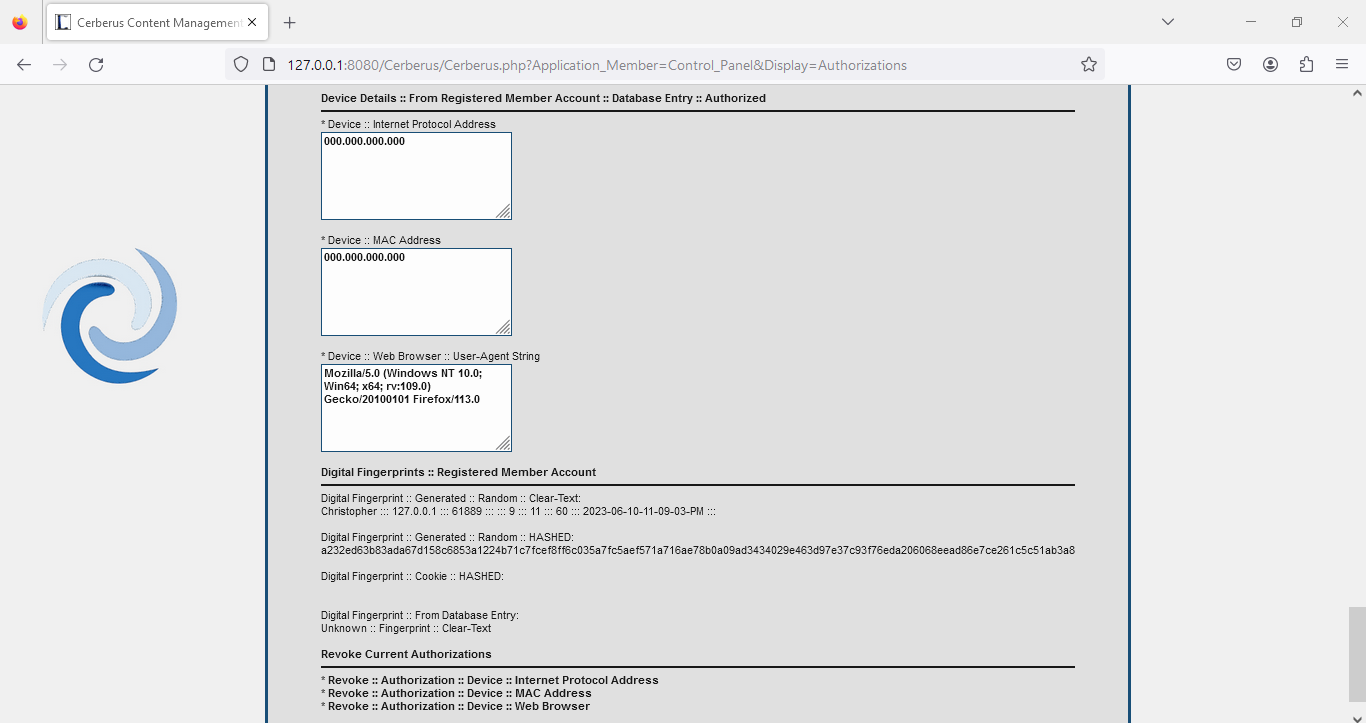 Cerberus Content Management
127.0.0.1:8080/Cerberus/Cerberus.php?Application_Member=Control_Panel&Display=Authorizations
Device Details :: From Registered Member Account :: Database Entry :: Authorized
* Device :: Internet Protocol Address
000.000.000.000
* Device :: MAC Address
000.000.000.000
* Device :: Web Browser :: User-Agent String
Mozilla/5.0 (Windows NT 10.0;
Win64; x64; rv:109.0)
Gecko/20100101 Firefox/113.0
Digital Fingerprints :: Registered Member Account
Digital Fingerprint :: Generated :: Random :: Clear-Text:
Christopher ::: 127.0.0.1 ::: 61889 ::: ::: 9 ::: 11 ::: 60 ::: 2023-06-10-11-09-03-PM :::
Digital Fingerprint :: Generated :: Random :: HASHED:
a232ed63b83ada67d158c6853a1224b71c7fcef8ff6c035a7fc5aef571a716ae78b0a09ad3434029e463d97e37c93f76eda206068eead86e7ce261c5c51ab3a8
Digital Fingerprint :: Cookie :: HASHED:
Digital Fingerprint :: From Database Entry:
Unknown :: Fingerprint :: Clear-Text
Revoke Current Authorizations
* Revoke :: Authorization :: Device :: Internet Protocol Address
* Revoke :: Authorization :: Device :: MAC Address
* Revoke :: Authorization :: Device :: Web Browser